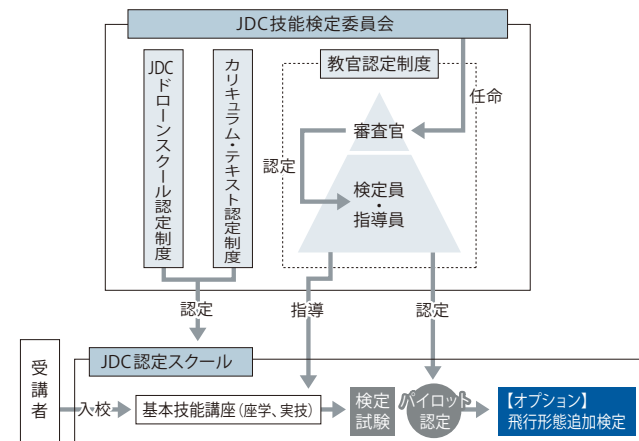 JDC技能検定委員会
JDCドローンスクール認定制度
カリキュラム・テキスト認定制度
教官認定制度
任命
審査官
認定
検定員
・
指導員
認定
指導
認定
JDC認定スクール
受講者
入校
基本技能講座（座学、実技）
検定
試験
パイロット
認定
【オプション】
飛行形態追加検定